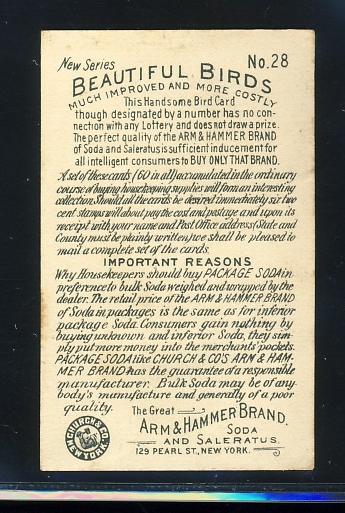 New Series No. 28
BEAUTIFUL BIRDS
MUCH IMPROVED AND MORE COSTLY
This Handsome Bird Card
though designated by a number has no con-
nection with any Lottery and does not draw a prize.
The perfect quality of the ARM & HAMMER BRAND
of Soda and Saleratus is sufficient inducement for
all intelligent consumers to BUY ONLY THAT BRAND.
A set of these cards (60 in all) accumulated in the ordinary
course of buying housekeeping supplies will form an interesting
collection. Should all the cards be desired immediately six two
cent stamps will about pay the cost and postage and upon its
receipt with your name and Post Office address (State and
County must be plainly written) we shall be pleased to
mail a complete set of the cards.
IMPORTANT REASONS
Why Housekeepers should buy PACKAGE SODA in
preference to bulk Soda weighed and wrapped by the
dealer. The retail price of the ARM & HAMMER BRAND
of Soda in packages is the same as for inferior
package Soda. Consumers gain nothing by
buying unknown and inferior Soda, they sim-
ply put more money into the merchants' pockets.
PACKAGE SODA like CHURCH & CO'S ARM & HAM-
MER BRAND has the guarantee of a responsible
manufacturer. Bulk Soda may be of any-
body's manufacture and generally of a poor
quality.
The Great
ARM & HAMMER BRAND.
SODA
AND SALERATUS.
129 PEARL ST., NEW YORK.
CHURCH & CO.
NEW YORK.